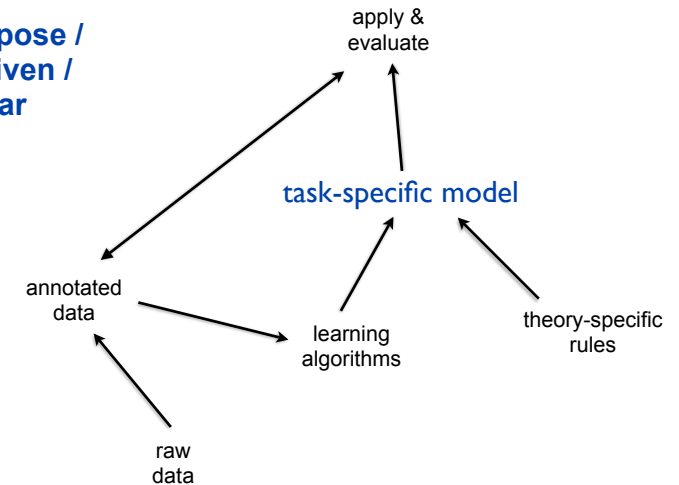 pose /
iven /
ar
apply &
evaluate
task-specific model
annotated
data
learning
algorithms
theory-specific
rules
raw
data